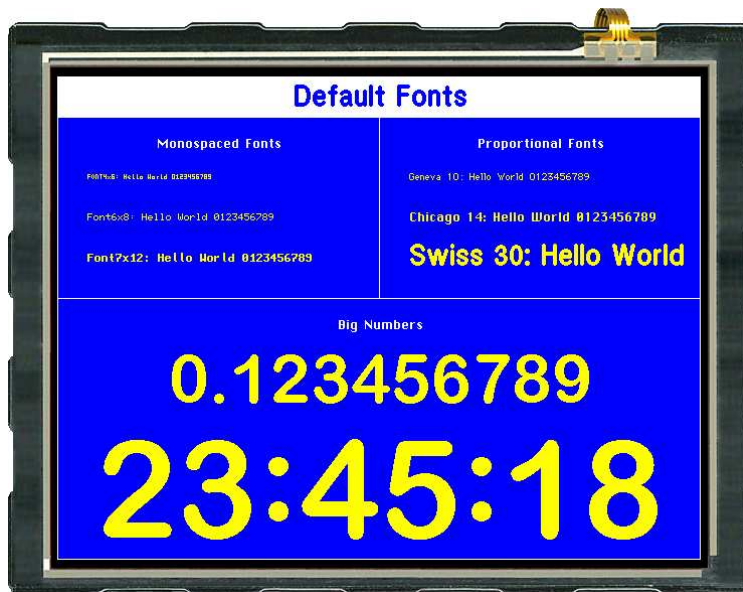 Default Fonts
Monospaced Fonts
FONT4x6: Hello World 0123456789
Font6x8: Hello World 0123456789
Font7x12: Hello World 0123456789
Proportional Fonts
Geneva 10: Hello World 0123456789
Chicago 14: Hello World 0123456789
Swiss 30: Hello World
Big Numbers
0.123456789
23:45:18